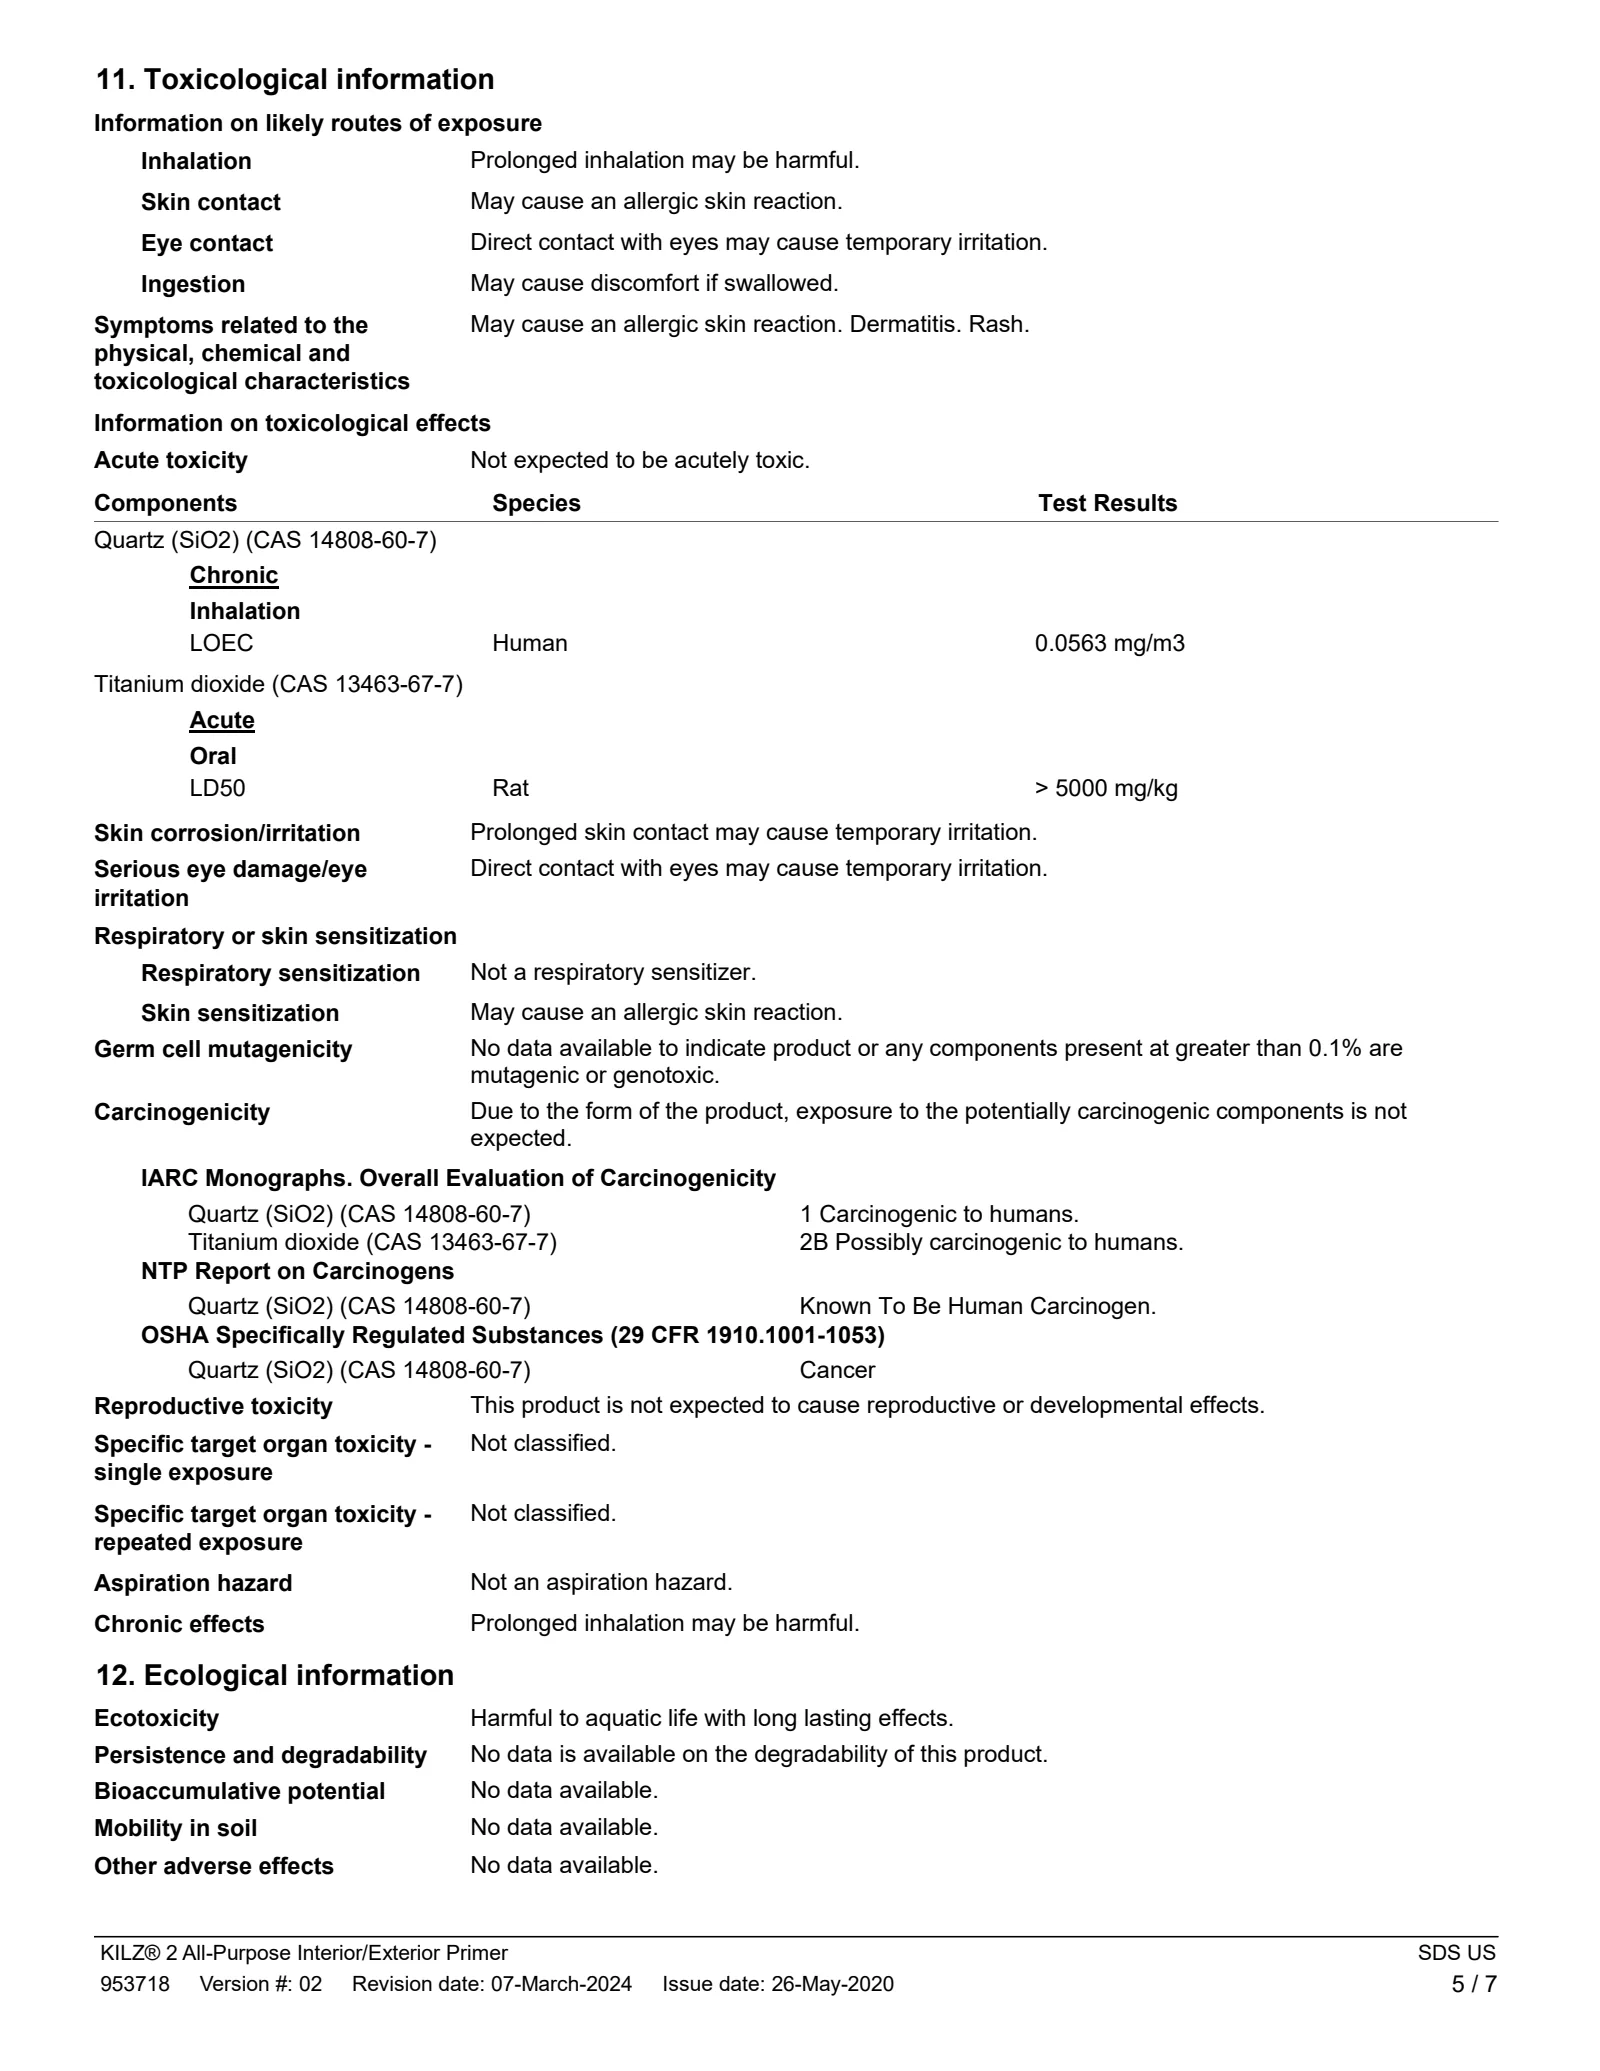 11. Toxicological information
Information on likely routes of exposure
Inhalation Prolonged inhalation may be harmful.
Skin contact May cause an allergic skin reaction.
Eye contact Direct contact with eyes may cause temporary irritation.
Ingestion May cause discomfort if swallowed.
Symptoms related to the May cause an allergic skin reaction. Dermatitis. Rash.
physical, chemical and
toxicological characteristics
Information on toxicological effects
Acute toxicity Not expected to be acutely toxic.
Components Species Test Results
Quartz (SiO2) (CAS 14808-60-7)
Chronic
Inhalation
LOEC Human 0.0563 mg/m3
Titanium dioxide (CAS 13463-67-7)
Acute
Oral
LD50 Rat > 5000 mg/kg
Skin corrosion/irritation Prolonged skin contact may cause temporary irritation.
Serious eye damage/eye Direct contact with eyes may cause temporary irritation.
irritation
Respiratory or skin sensitization
Respiratory sensitization Not a respiratory sensitizer.
Skin sensitization May cause an allergic skin reaction.
Germ cell mutagenicity No data available to indicate product or any components present at greater than 0.1% are
mutagenic or genotoxic.
Carcinogenicity Due to the form of the product, exposure to the potentially carcinogenic components is not
expected.
IARC Monographs. Overall Evaluation of Carcinogenicity
Quartz (SiO2) (CAS 14808-60-7) 1 Carcinogenic to humans.
Titanium dioxide (CAS 13463-67-7) 2B Possibly carcinogenic to humans.
NTP Report on Carcinogens
Quartz (SiO2) (CAS 14808-60-7) Known To Be Human Carcinogen.
OSHA Specifically Regulated Substances (29 CFR 1910.1001-1053)
Quartz (SiO2) (CAS 14808-60-7) Cancer
Reproductive toxicity This product is not expected to cause reproductive or developmental effects.
Specific target organ toxicity - Not classified.
single exposure
Specific target organ toxicity - Not classified.
repeated exposure
Aspiration hazard Not an aspiration hazard.
Chronic effects Prolonged inhalation may be harmful.
12. Ecological information
Ecotoxicity Harmful to aquatic life with long lasting effects.
Persistence and degradability No data is available on the degradability of this product.
Bioaccumulative potential No data available.
Mobility in soil No data available.
Other adverse effects No data available.
KILZ® 2 All-Purpose Interior/Exterior Primer SDS US
953718 Version #: 02 Revision date: 07-March-2024 Issue date: 26-May-2020 5 / 7